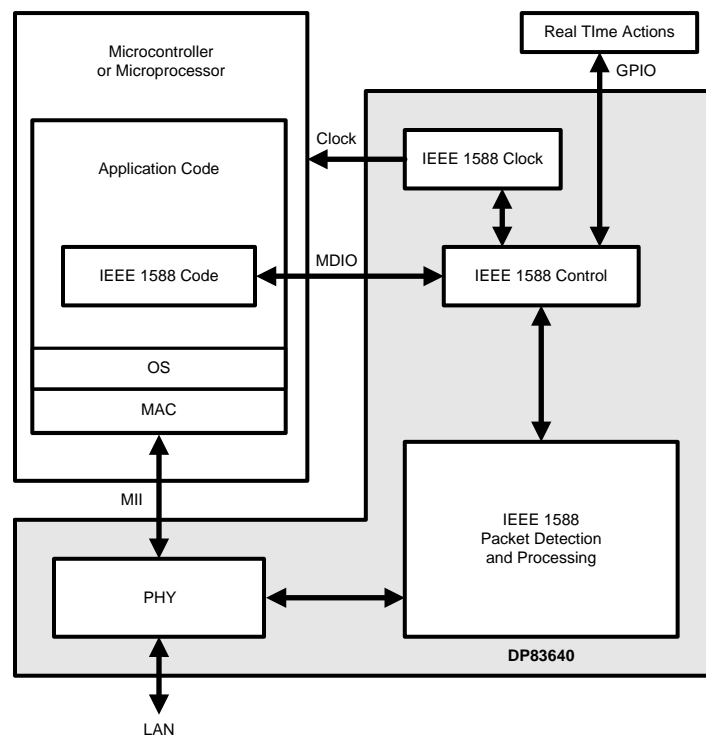 Microcontroller
or Microprocessor
Real TIme Actions
GPIO
Clock
IEEE 1588 Clock
Application Code
IEEE 1588 Code
MDIO
IEEE 1588 Control
OS
MAC
MII
IEEE 1588
Packet Detection
and Processing
PHY
DP83640
LAN